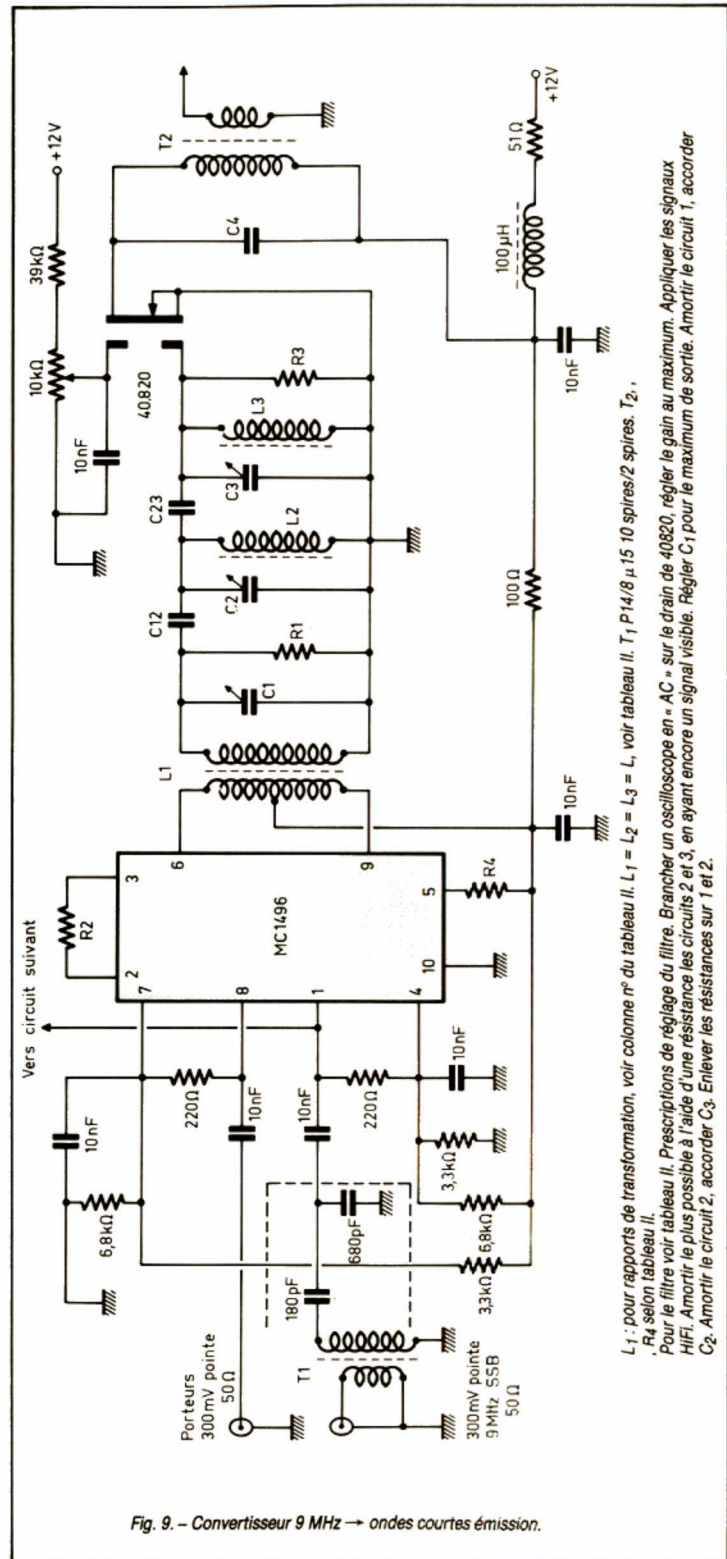 Vers circuit suivant
10nF
6,8kΩ
220Ω
10nF
Porteurs
300mV pointe
50Ω
T1
300mV pointe
9 MHz SSB
50Ω
180pF
680pF
10nF
220Ω
3,3kΩ
10nF
6,8kΩ
3,3kΩ
R2
2
3
7
8
1
4
10
5
6
9
MC1496
R4
10nF
L1
C1
R1
C12
C2
L2
C23
C3
L3
R3
40820
10nF
10kΩ
39kΩ
+12V
C4
T2
100Ω
10nF
100µH
51Ω
+12V
L1 : pour rapports de transformation, voir colonne n° du tableau II. L1 = L2 = L3 = L, voir tableau II. T1 P14/8 µ 15 10 spires/2 spires. T2, ,
, R4 selon tableau II.
Pour le filtre voir tableau II. Prescriptions de réglage du filtre. Brancher un oscilloscope en « AC » sur le drain de 40820, régler le gain au maximum. Appliquer les signaux
HiFi. Amortir le plus possible à l'aide d'une résistance les circuits 2 et 3, en ayant encore un signal visible. Régler C1 pour le maximum de sortie. Amortir le circuit 1, accorder
C2. Amortir le circuit 2, accorder C3. Enlever les résistances sur 1 et 2.
Fig. 9. – Convertisseur 9 MHz → ondes courtes émission.